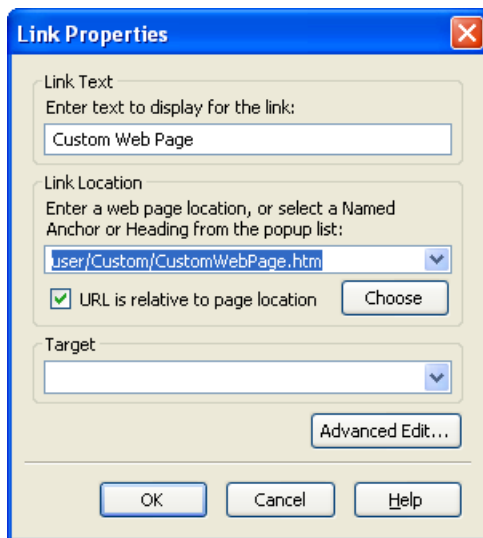 Link Properties
Link Text
Enter text to display for the link:
Custom Web Page
Link Location
Enter a web page location, or select a Named
Anchor or Heading from the popup list:
user/Custom/CustomWebPage.htm
URL is relative to page location
Choose
Target
Advanced Edit...
OK
Cancel
Help